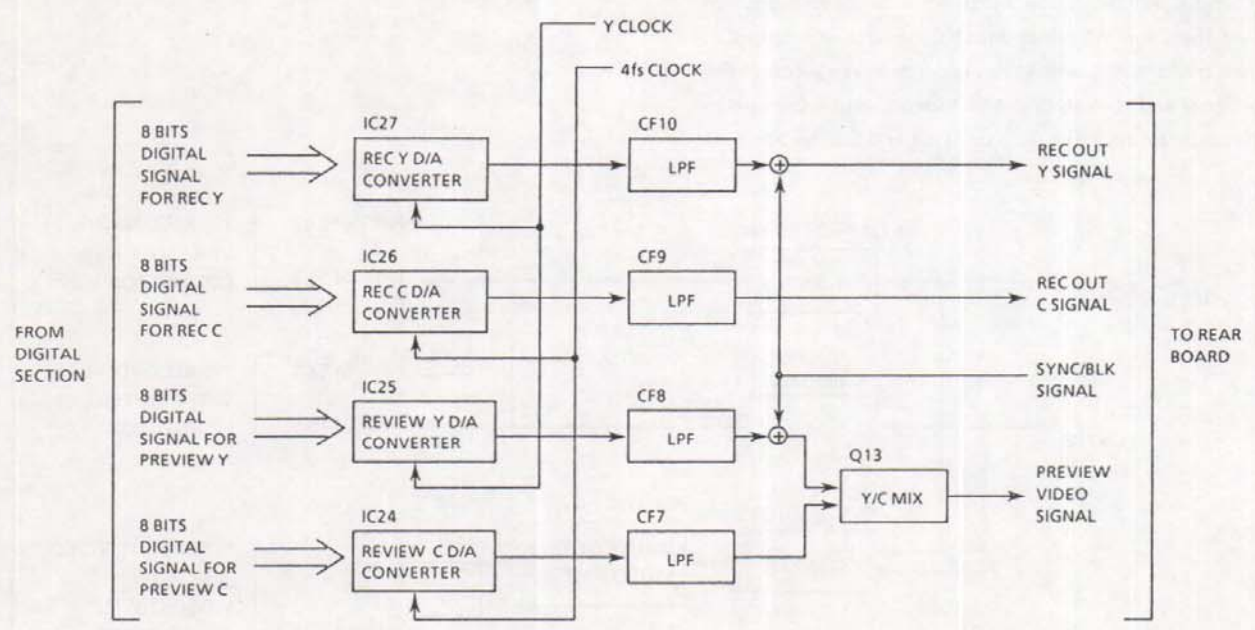 Y CLOCK
4fs CLOCK
8 BITS
DIGITAL
SIGNAL
FOR REC Y
IC27
REC Y D/A
CONVERTER
CF10
LPF
REC OUT
Y SIGNAL
8 BITS
DIGITAL
SIGNAL
FOR REC C
IC26
REC C D/A
CONVERTER
CF9
LPF
REC OUT
C SIGNAL
FROM
DIGITAL
SECTION
TO REAR
BOARD
SYNC/BLK
SIGNAL
8 BITS
DIGITAL
SIGNAL FOR
PREVIEW Y
IC25
REVIEW Y D/A
CONVERTER
CF8
LPF
Q13
Y/C MIX
PREVIEW
VIDEO
SIGNAL
8 BITS
DIGITAL
SIGNAL FOR
PREVIEW C
IC24
REVIEW C D/A
CONVERTER
CF7
LPF